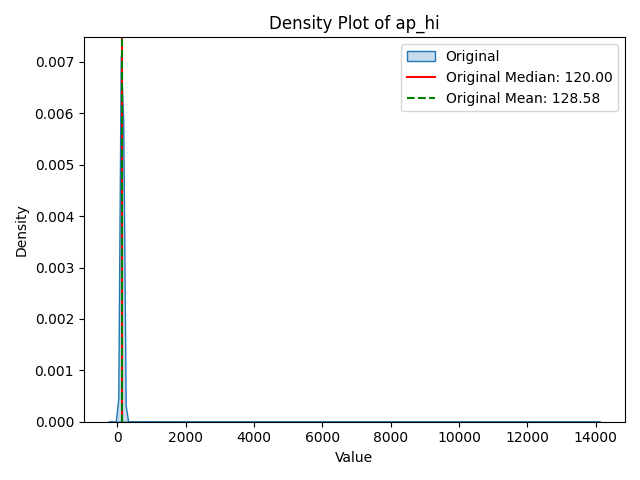 Density Plot of ap_hi
Original
Original Median: 120.00
Original Mean: 128.58
Density
0.007
0.006
0.005
0.004
0.003
0.002
0.001
0.000
0
2000
4000
6000
8000
10000
12000
14000
Value